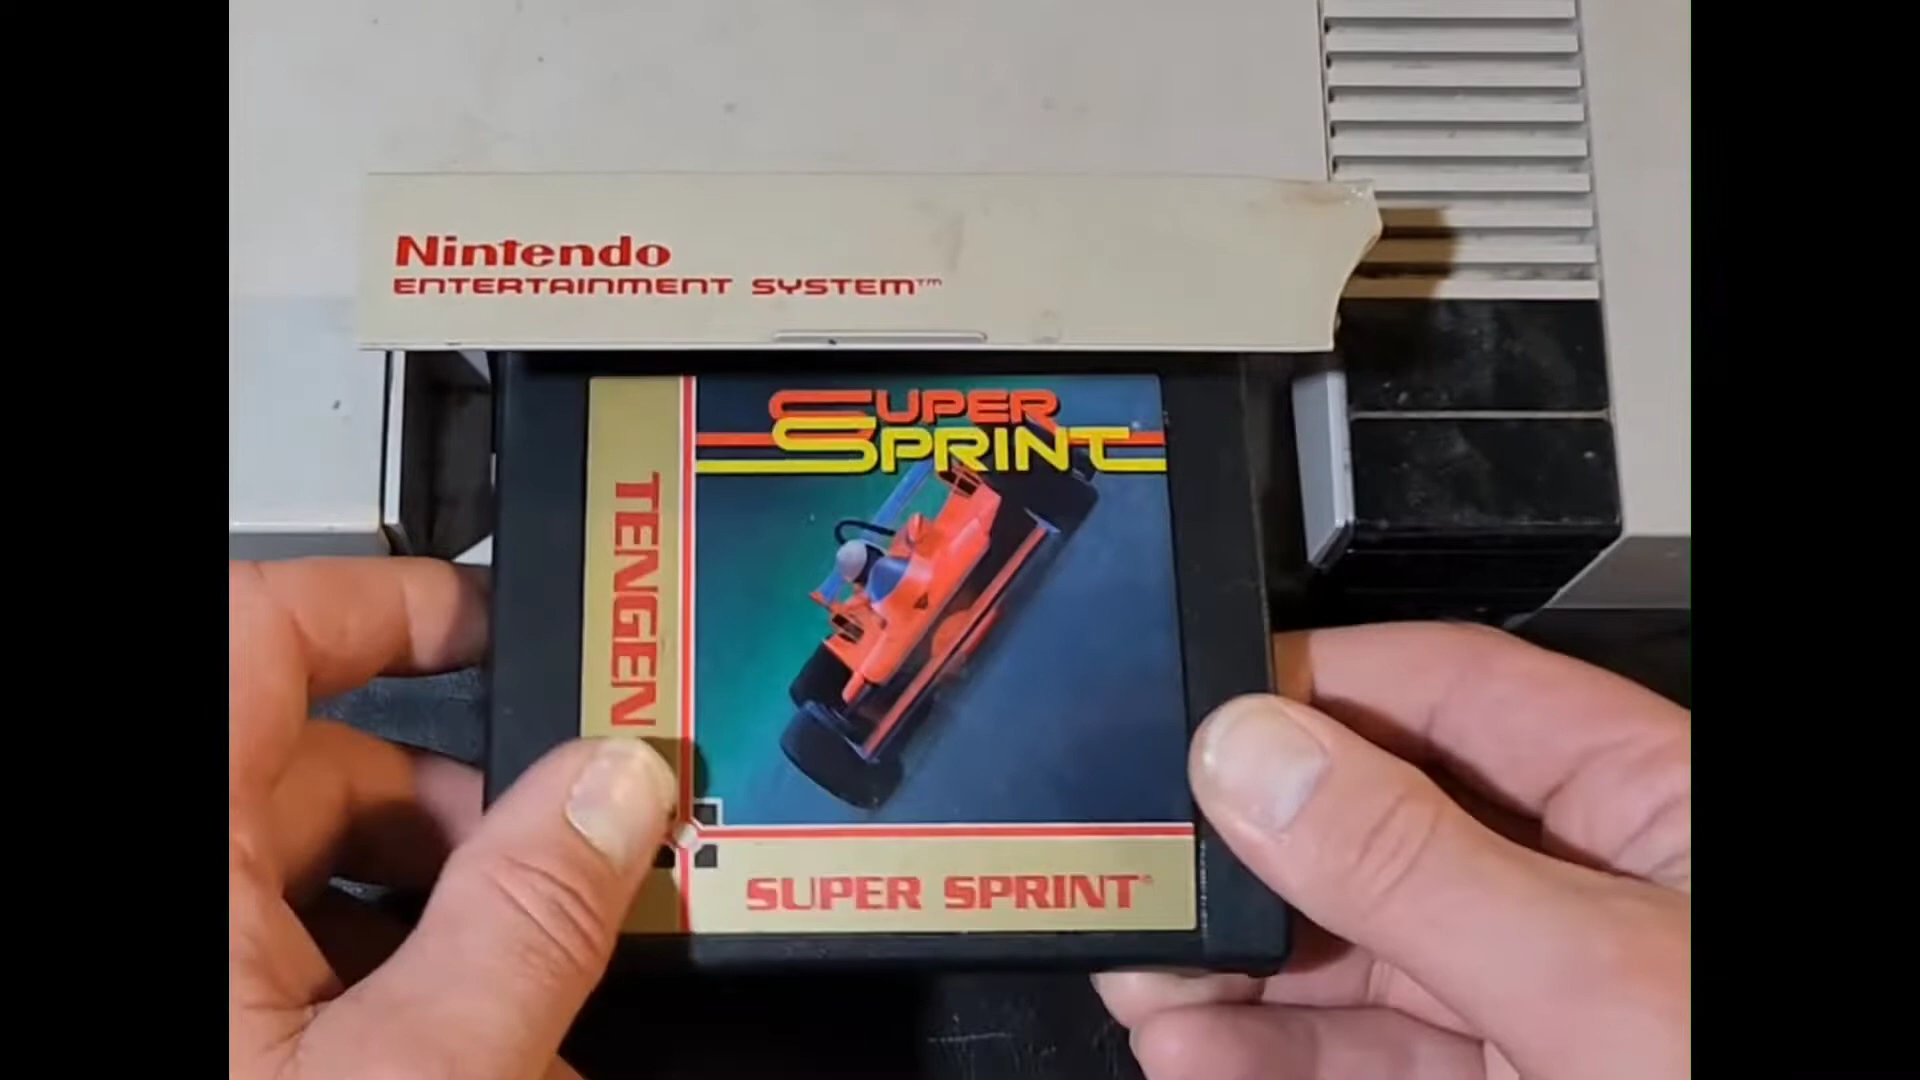 Nintendo
ENTERTAINMENT SYSTEM™
SUPER
SPRINT
TENGEN
SUPER SPRINT®